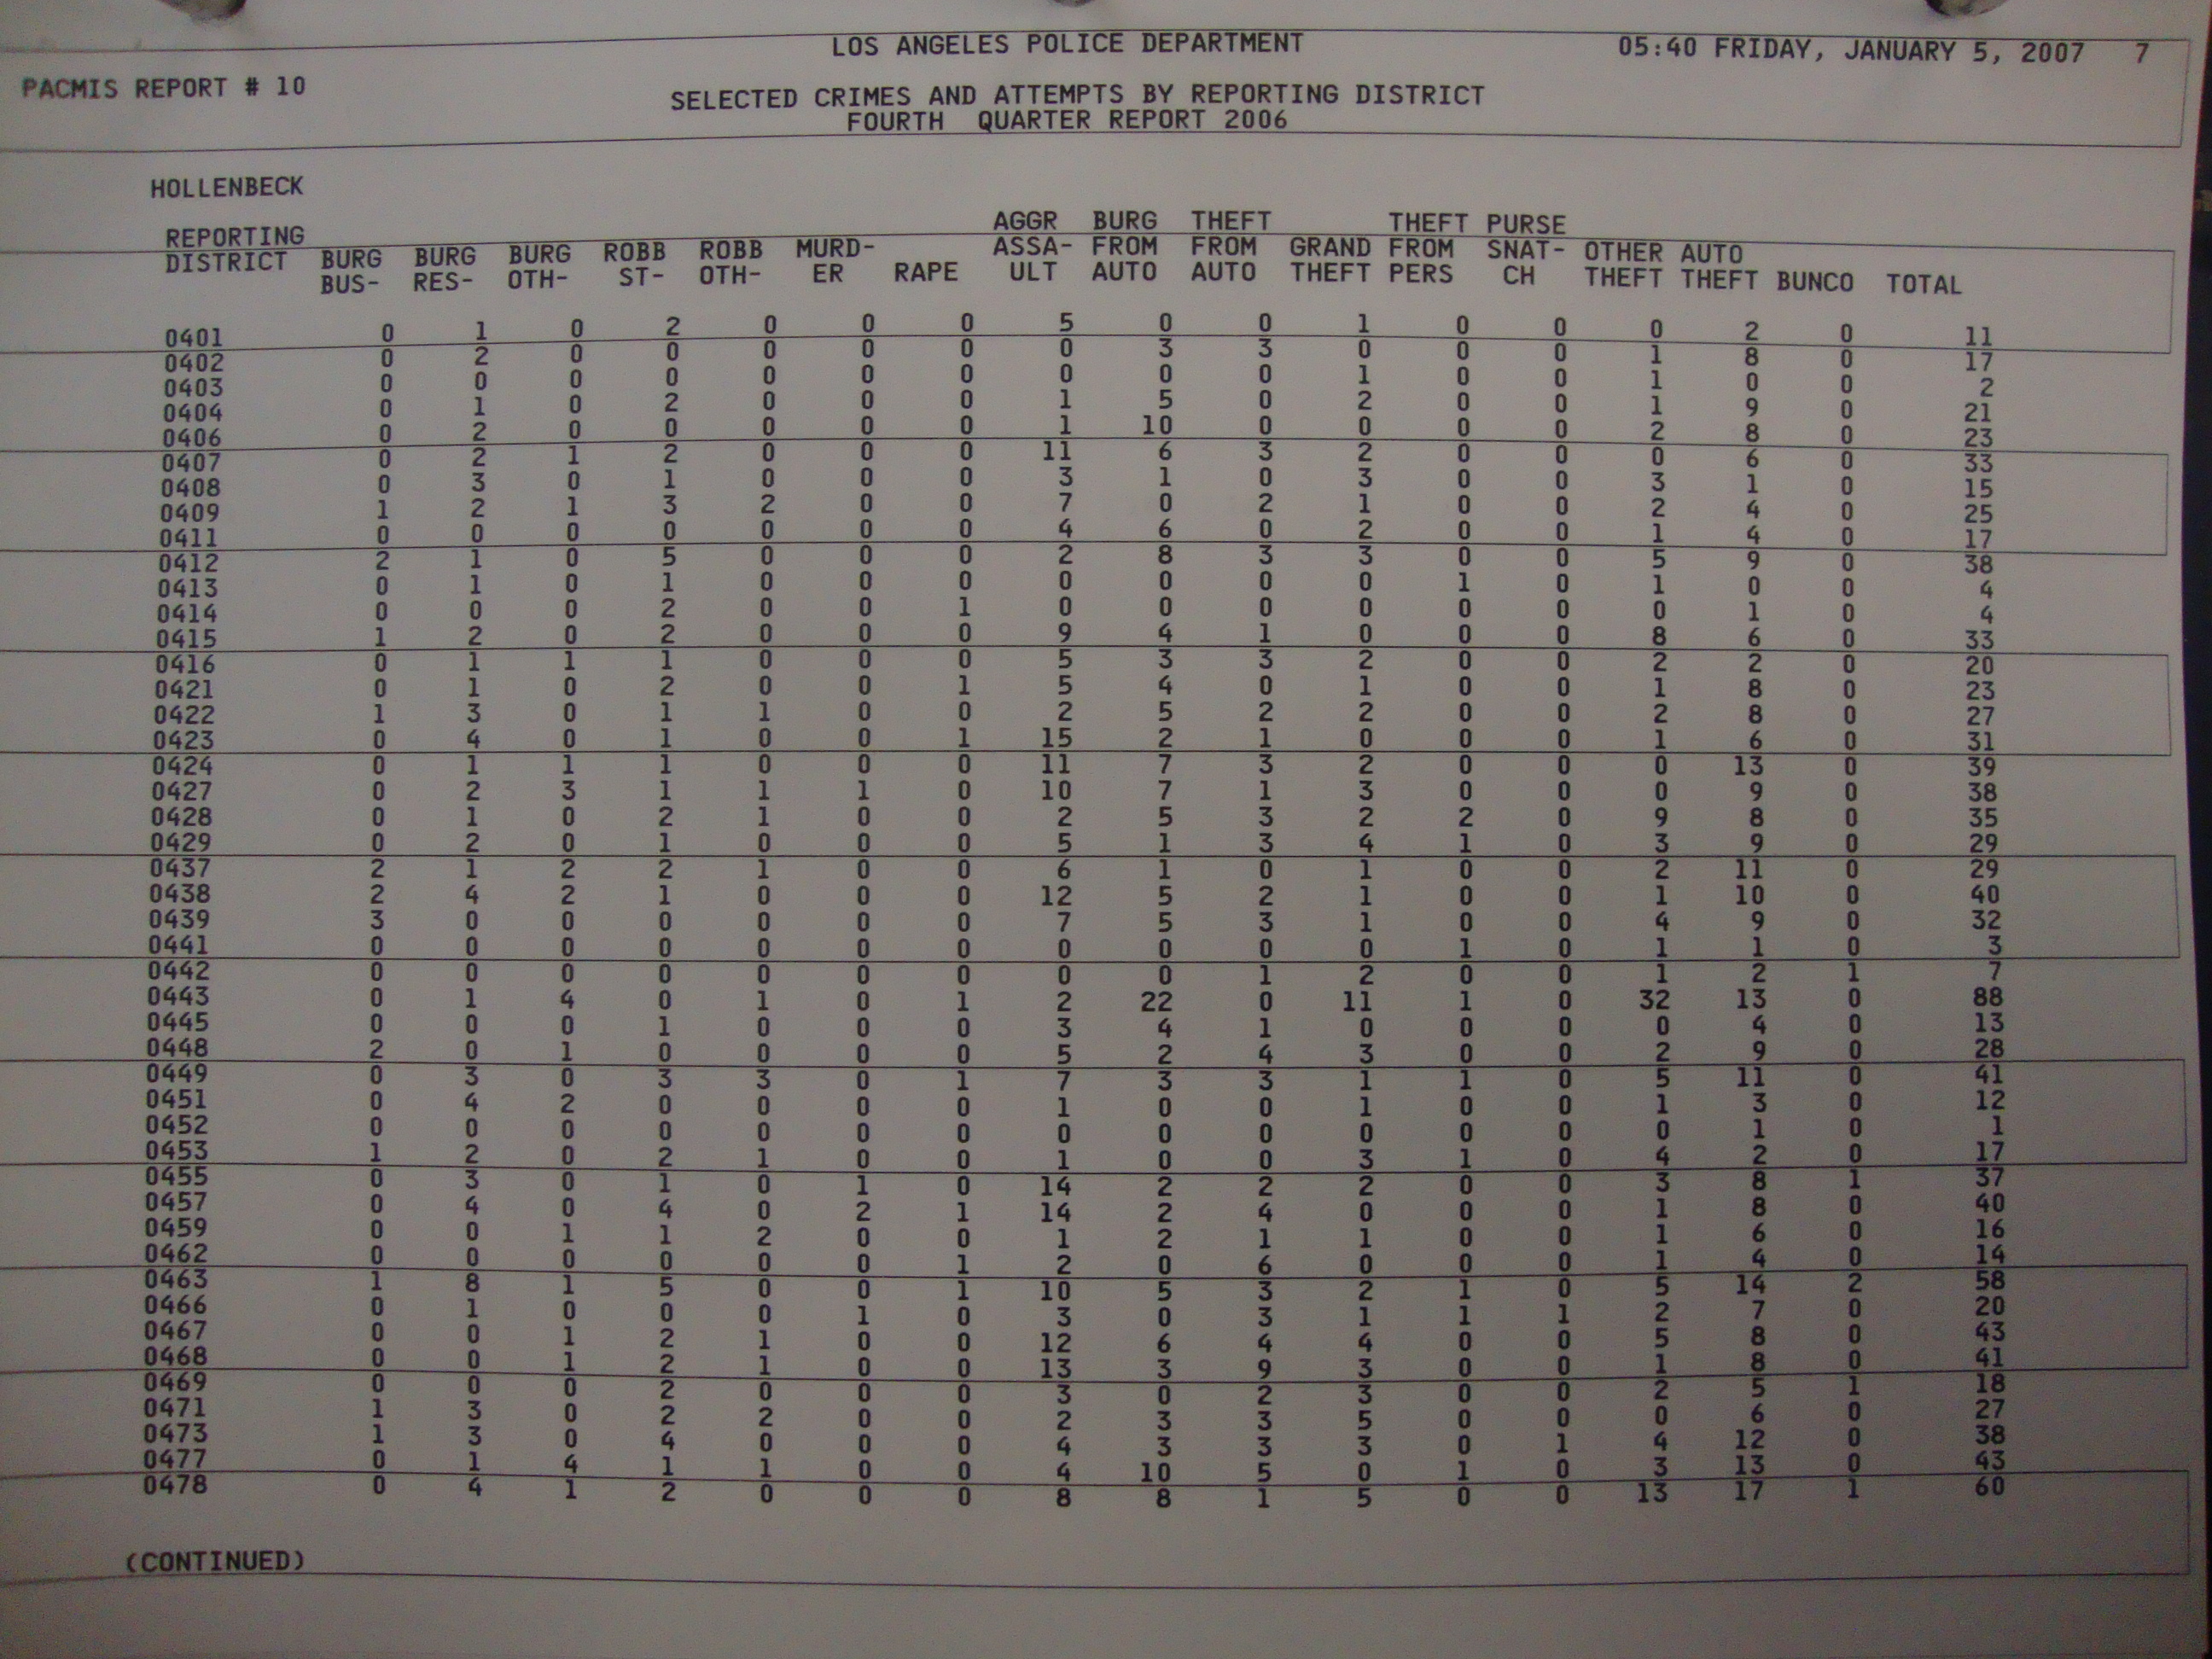 LOS ANGELES POLICE DEPARTMENT 05:40 FRIDAY, JANUARY 5, 2007 7
PACMIS REPORT # 10
SELECTED CRIMES AND ATTEMPTS BY REPORTING DISTRICT
FOURTH QUARTER REPORT 2006
HOLLENBECK
AGGR BURG THEFT THEFT PURSE
REPORTING BURG BURG BURG ROBB ROBB MURD- ASSA- FROM FROM GRAND FROM SNAT- OTHER AUTO
DISTRICT BUS- RES- OTH- ST- OTH- ER RAPE ULT AUTO AUTO THEFT PERS CH THEFT THEFT BUNCO TOTAL
0401 0 1 0 2 0 0 0 5 0 0 1 0 0 0 2 0 11
0402 0 2 0 0 0 0 0 0 3 3 0 0 0 1 8 0 17
0403 0 0 0 0 0 0 0 0 0 0 1 0 0 1 0 0 2
0404 0 1 0 2 0 0 0 1 5 0 2 0 0 1 9 0 21
0406 0 2 0 0 0 0 0 1 10 0 0 0 0 2 8 0 23
0407 0 2 1 2 0 0 0 11 6 3 2 0 0 0 6 0 33
0408 0 3 0 1 0 0 0 3 1 0 3 0 0 3 1 0 15
0409 1 2 1 3 2 0 0 7 0 2 1 0 0 2 4 0 25
0411 0 0 0 0 0 0 0 4 6 0 2 0 0 1 4 0 17
0412 2 1 0 5 0 0 0 2 8 3 3 0 0 5 9 0 38
0413 0 1 0 1 0 0 0 0 0 0 0 1 0 1 0 0 4
0414 0 0 0 2 0 0 1 0 0 0 0 0 0 0 1 0 4
0415 1 2 0 2 0 0 0 9 4 1 0 0 0 8 6 0 33
0416 0 1 1 1 0 0 0 5 3 3 2 0 0 2 2 0 20
0421 0 1 0 2 0 0 1 5 4 0 1 0 0 1 8 0 23
0422 1 3 0 1 1 0 0 2 5 2 2 0 0 2 8 0 27
0423 0 4 0 1 0 0 1 15 2 1 0 0 0 1 6 0 31
0424 0 1 1 1 0 0 0 11 7 3 2 0 0 0 13 0 39
0427 0 2 3 1 1 1 0 10 7 1 3 0 0 0 9 0 38
0428 0 1 0 2 1 0 0 2 5 3 2 2 0 9 8 0 35
0429 0 2 0 1 0 0 0 5 1 3 4 1 0 3 9 0 29
0437 2 1 2 2 1 0 0 6 1 0 1 0 0 2 11 0 29
0438 2 4 2 1 0 0 0 12 5 2 1 0 0 1 10 0 40
0439 3 0 0 0 0 0 0 7 5 3 1 0 0 4 9 0 32
0441 0 0 0 0 0 0 0 0 0 0 0 1 0 1 1 0 3
0442 0 0 0 0 0 0 0 0 0 1 2 0 0 1 2 1 7
0443 0 1 4 0 1 0 1 2 22 0 11 1 0 32 13 0 88
0445 0 0 0 1 0 0 0 3 4 1 0 0 0 0 4 0 13
0448 2 0 1 0 0 0 0 5 2 4 3 0 0 2 9 0 28
0449 0 3 0 3 3 0 1 7 3 3 1 1 0 5 11 0 41
0451 0 4 2 0 0 0 0 1 0 0 1 0 0 1 3 0 12
0452 0 0 0 0 0 0 0 0 0 0 0 0 0 0 1 0 1
0453 1 2 0 2 1 0 0 1 0 0 3 1 0 4 2 0 17
0455 0 3 0 1 0 1 0 14 2 2 2 0 0 3 8 1 37
0457 0 4 0 4 0 2 1 14 2 4 0 0 0 1 8 0 40
0459 0 0 1 1 2 0 0 1 2 1 1 0 0 1 6 0 16
0462 0 0 0 0 0 0 1 2 0 6 0 0 0 1 4 0 14
0463 1 8 1 5 0 0 1 10 5 3 2 1 0 5 14 2 58
0466 0 1 0 0 0 1 0 3 0 3 1 1 1 2 7 0 20
0467 0 0 1 2 1 0 0 12 6 4 4 0 0 5 8 0 43
0468 0 0 1 2 1 0 0 13 3 9 3 0 0 1 8 0 41
0469 0 0 0 2 0 0 0 3 0 2 3 0 0 2 5 1 18
0471 1 3 0 2 2 0 0 2 3 3 5 0 0 0 6 0 27
0473 1 3 0 4 0 0 0 4 3 3 3 0 1 4 12 0 38
0477 0 1 4 1 1 0 0 4 10 5 0 1 0 3 13 0 43
0478 0 4 1 2 0 0 0 8 8 1 5 0 0 13 17 1 60
(CONTINUED)